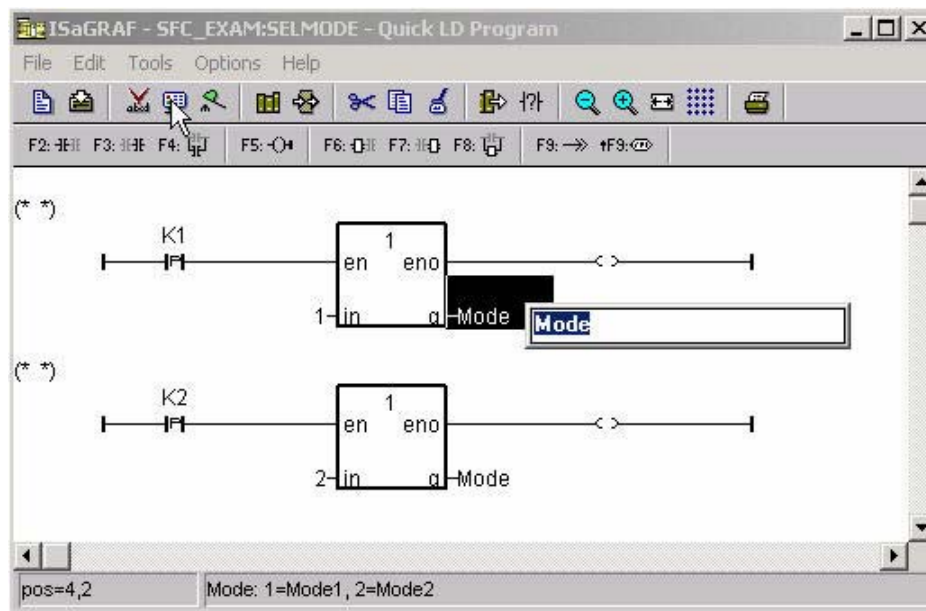 ISaGRAF - SFC_EXAM:SELMODE - Quick LD Program
File Edit Tools Options Help
F2: F3: F4: F5: F6: F7: F8: F9: F9:
(* *)
K1
P
1
en eno
1 in q Mode
Mode
(* *)
K2
P
1
en eno
2 in q Mode
pos=4,2 Mode: 1=Mode1, 2=Mode2